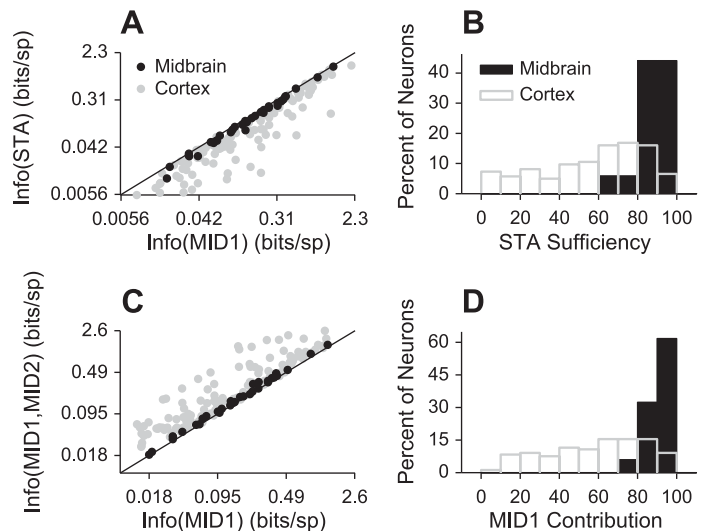 A
Info(STA) (bits/sp)
2.3
0.31
0.042
0.0056
Midbrain
Cortex
0.0056 0.042 0.31 2.3
Info(MID1) (bits/sp)
B
Percent of Neurons
40
30
20
10
0
Midbrain
Cortex
0 20 40 60 80 100
STA Sufficiency
C
Info(MID1,MID2) (bits/sp)
2.6
0.49
0.095
0.018
0.018 0.095 0.49 2.6
Info(MID1) (bits/sp)
D
Percent of Neurons
60
45
30
15
0
0 20 40 60 80 100
MID1 Contribution